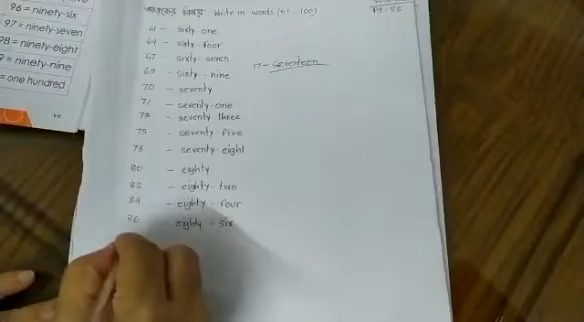 96 = ninety-six
97 = ninety-seven
98 = ninety-eight
= ninety-nine
= one hundred
Write in words
100)
61 - sixty-one
64 - sixty-four
67 - sixty-seven
69 - sixty-nine
70 - seventy
71 - seventy-one
73 - seventy three
75 - seventy-five
78 - seventy-eight
80 - eighty
82 - eighty-two
84 - eighty-four
86 - eighty-six
17 - seventeen